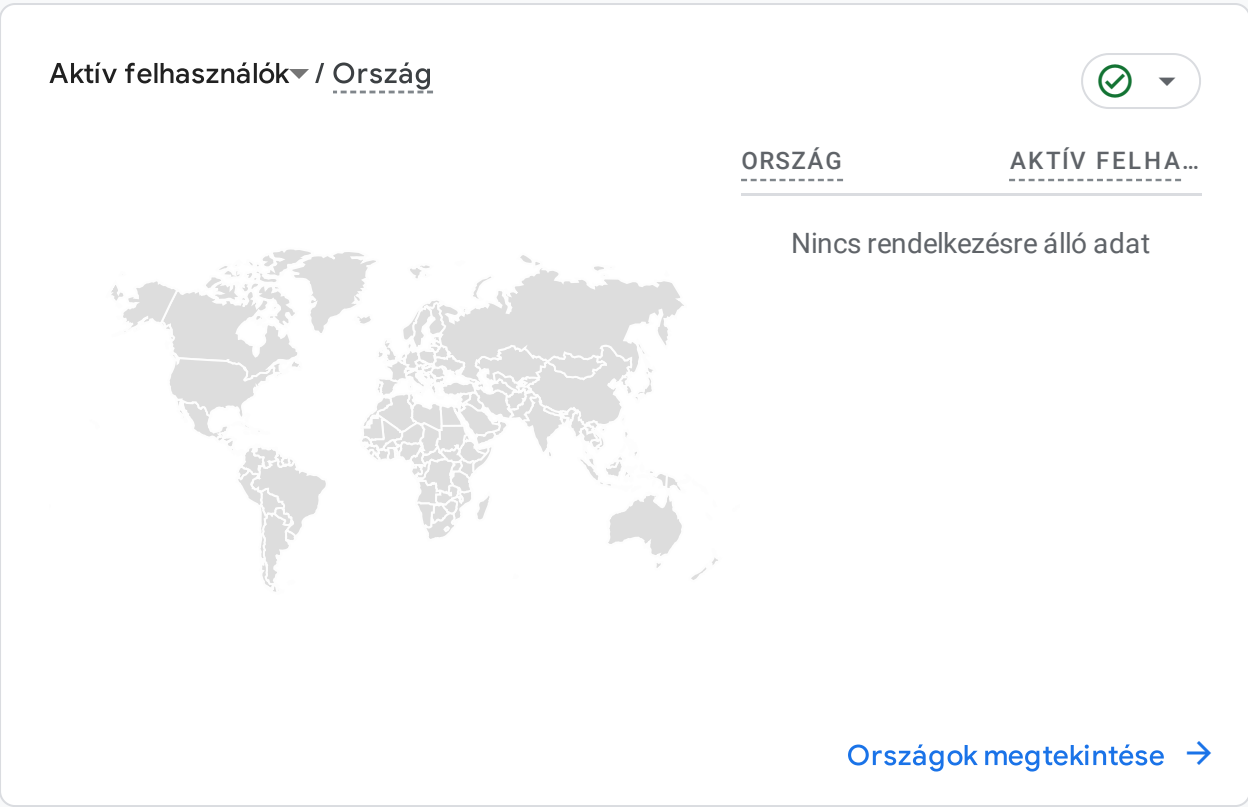 Aktív felhasználók / Ország
ORSZÁG AKTÍV FELHA...
Nincs rendelkezésre álló adat
Országok megtekintése